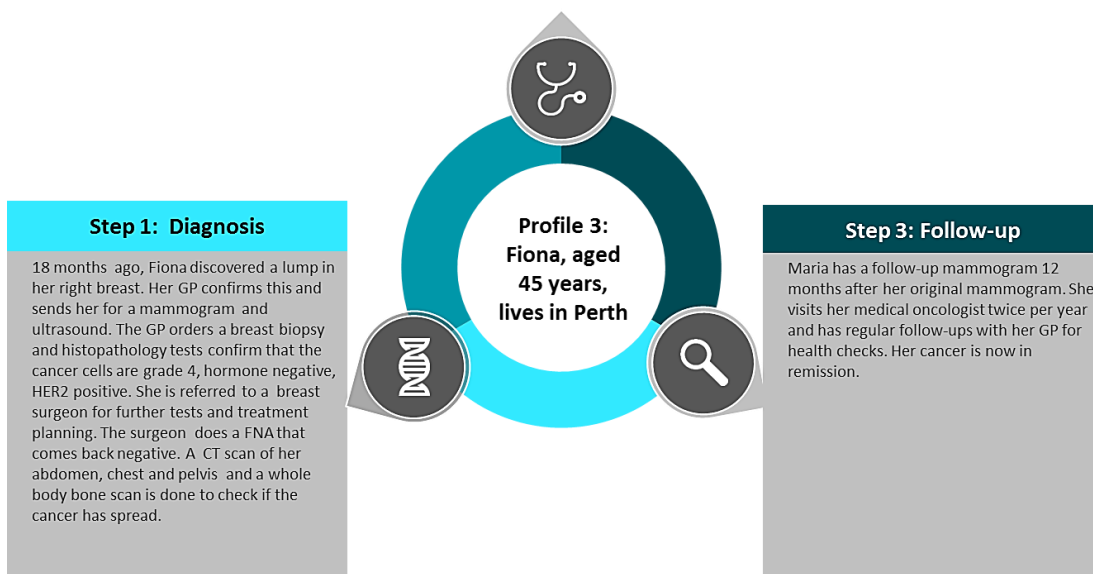 Profile 3:
Fiona, aged
45 years,
lives in Perth
Step 1:  Diagnosis
18 months  ago, Fiona discovered a lump in
her right breast. Her GP confirms this and
sends her for a mammogram  and
ultrasound. The GP orders a breast biopsy
and histopathology tests confirm that the
cancer cells are grade 4, hormone negative,
HER2 positive. She is referred to a  breast
surgeon for further tests and treatment
planning. The surgeon  does a FNA that
comes back negative. A  CT scan of her
abdomen, chest and pelvis  and a whole
body bone scan is done to check if the
cancer has spread.
Step 3: Follow-up
Maria has a follow-up mammogram 12
months after her original mammogram. She
visits her medical oncologist twice per year
and has regular follow-ups with her GP for
health checks. Her cancer is now in
remission.